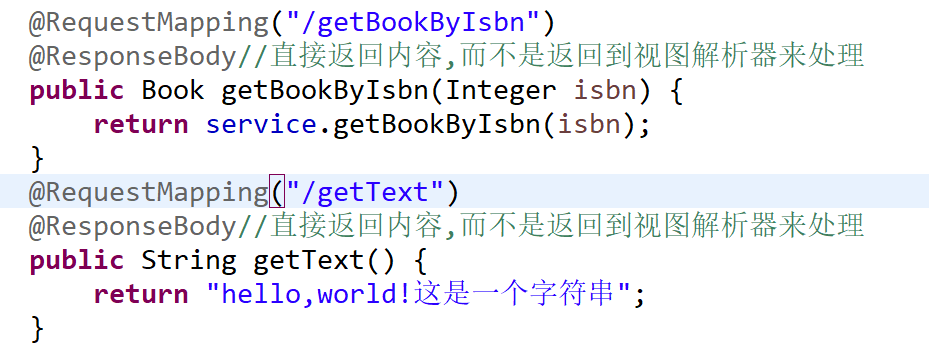 @RequestMapping("/getBookByIsbn")
@ResponseBody//直接返回内容,而不是返回到视图解析器来处理
public Book getBookByIsbn(Integer isbn) {
    return service.getBookByIsbn(isbn);
}
@RequestMapping("/getText")
@ResponseBody//直接返回内容,而不是返回到视图解析器来处理
public String getText() {
    return "hello,world!这是一个字符串";
}